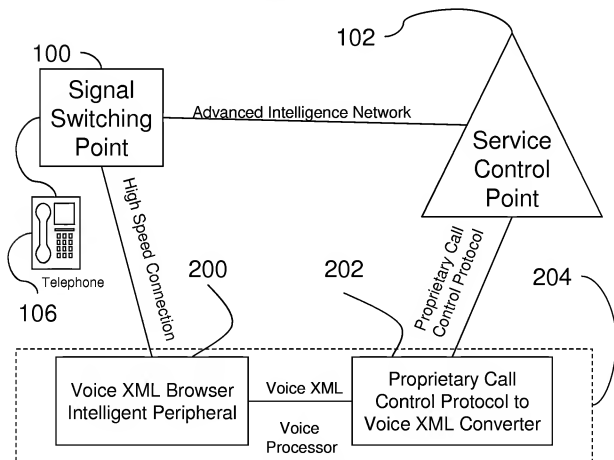 100
102
Signal
Switching
Point
Advanced Intelligence Network
Service
Control
Point
High Speed Connection
Proprietary Call
Control Protocol
Telephone
106
200
202
204
Voice XML Browser
Intelligent Peripheral
Voice XML
Voice
Processor
Proprietary Call
Control Protocol to
Voice XML Converter